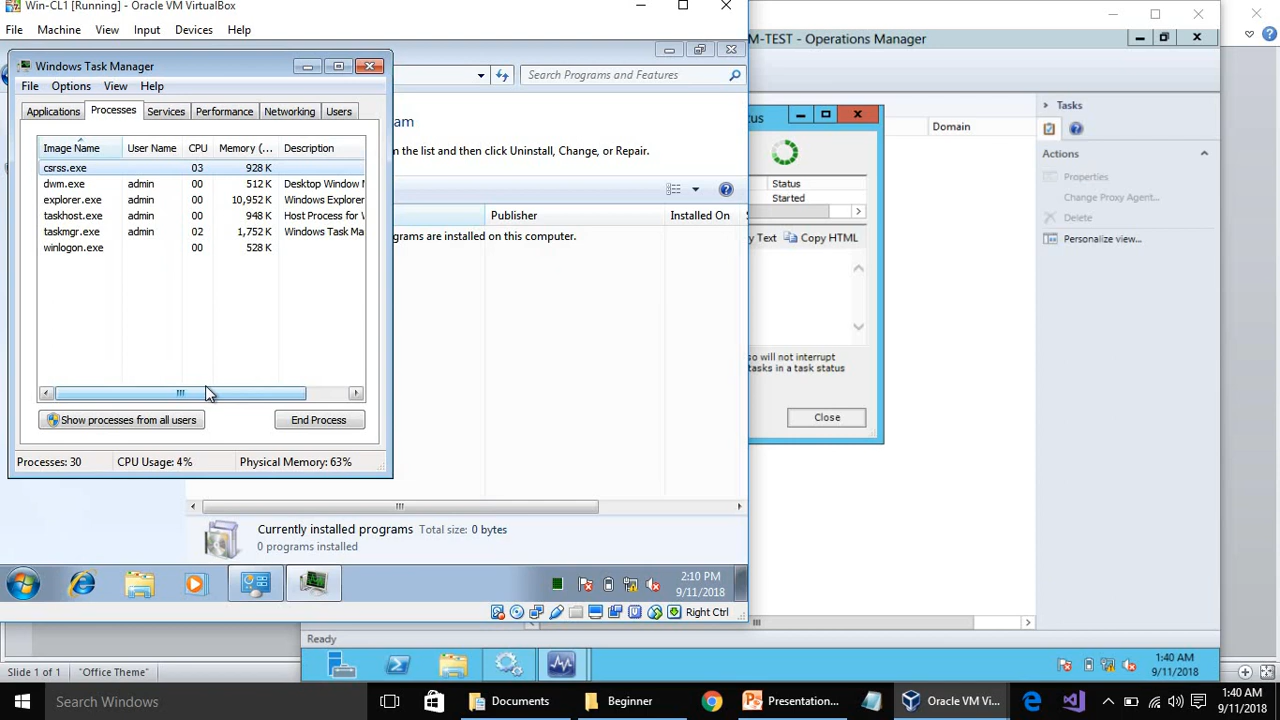 Win-CL1 [Running] - Oracle VM VirtualBox
File Machine View Input Devices Help
Windows Task Manager
File Options View Help
Applications Processes Services Performance Networking Users
Image Name User Name CPU Memory (... Description
csrss.exe 03 928 K
dwm.exe admin 00 512 K Desktop Window M
explorer.exe admin 00 10,952 K Windows Explorer
taskhost.exe admin 00 948 K Host Process for W
taskmgr.exe admin 02 1,752 K Windows Task Ma
winlogon.exe 00 528 K
Show processes from all users End Process
Processes: 30 CPU Usage: 4% Physical Memory: 63%
Search Programs and Features
am
m the list and then click Uninstall, Change, or Repair.
Publisher Installed On
grams are installed on this computer.
Currently installed programs Total size: 0 bytes
0 programs installed
2:10 PM
9/11/2018
Right Ctrl
M-TEST - Operations Manager
Tasks
Domain
Actions
Properties
Change Proxy Agent...
Delete
Personalize view...
tus
Status
Started
y Text Copy HTML
so will not interrupt
tasks in a task status
Close
Ready
1:40 AM
9/11/2018
Slide 1 of 1 "Office Theme"
Search Windows
Documents Beginner Presentation... Oracle VM Vi...
1:40 AM
9/11/2018